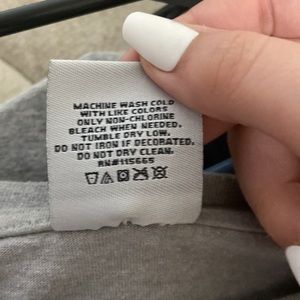 MACHINE WASH COLD
WITH LIKE COLORS
ONLY NON-CHLORINE
BLEACH WHEN NEEDED.
TUMBLE DRY LOW.
DO NOT IRON IF DECORATED.
DO NOT DRY CLEAN.
RN#115665